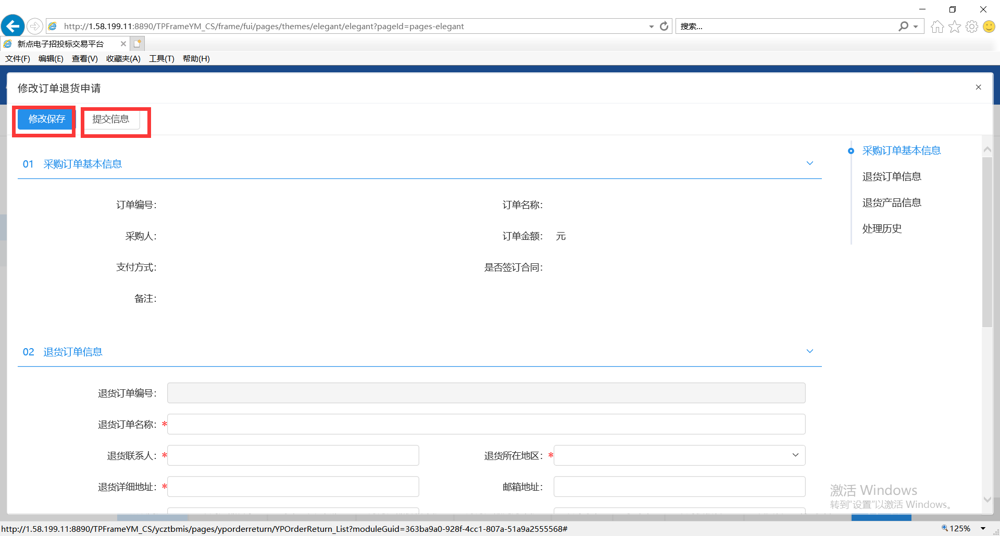 http://1.58.199.11:8890/TPFrameYM_CS/frame/fui/pages/themes/elegant/elegant?pageId=pages-elegant
搜索...
新点电子招投标交易平台
文件(F) 编辑(E) 查看(V) 收藏夹(A) 工具(T) 帮助(H)
修改订单退货申请
修改保存 提交信息
01 采购订单基本信息
订单编号: 订单名称:
采购人: 订单金额: 元
支付方式: 是否签订合同:
备注:
02 退货订单信息
退货订单编号:
退货订单名称: *
退货联系人: * 退货所在地区: *
退货详细地址: * 邮箱地址:
采购订单基本信息
退货订单信息
退货产品信息
处理历史
激活 Windows
转到“设置”以激活 Windows。
http://1.58.199.11:8890/TPFrameYM_CS/ycztbmis/pages/yporderreturn/YPOrderReturn_List?moduleGuid=363ba9a0-928f-4cc1-807a-51a9a2555568#
125%